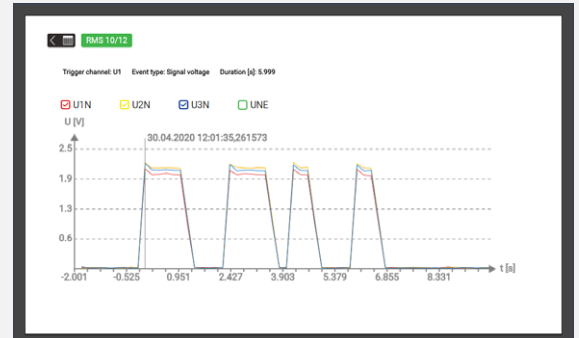 RMS 10/12
Trigger channel: U1 Event type: Signal voltage Duration [s]: 5.999
U1N U2N U3N UNE
U [V]
30.04.2020 12:01:35,261573
2.5
1.9
1.3
0.6
-2.001 -0.525 0.951 2.427 3.903 5.379 6.855 8.331
t [s]